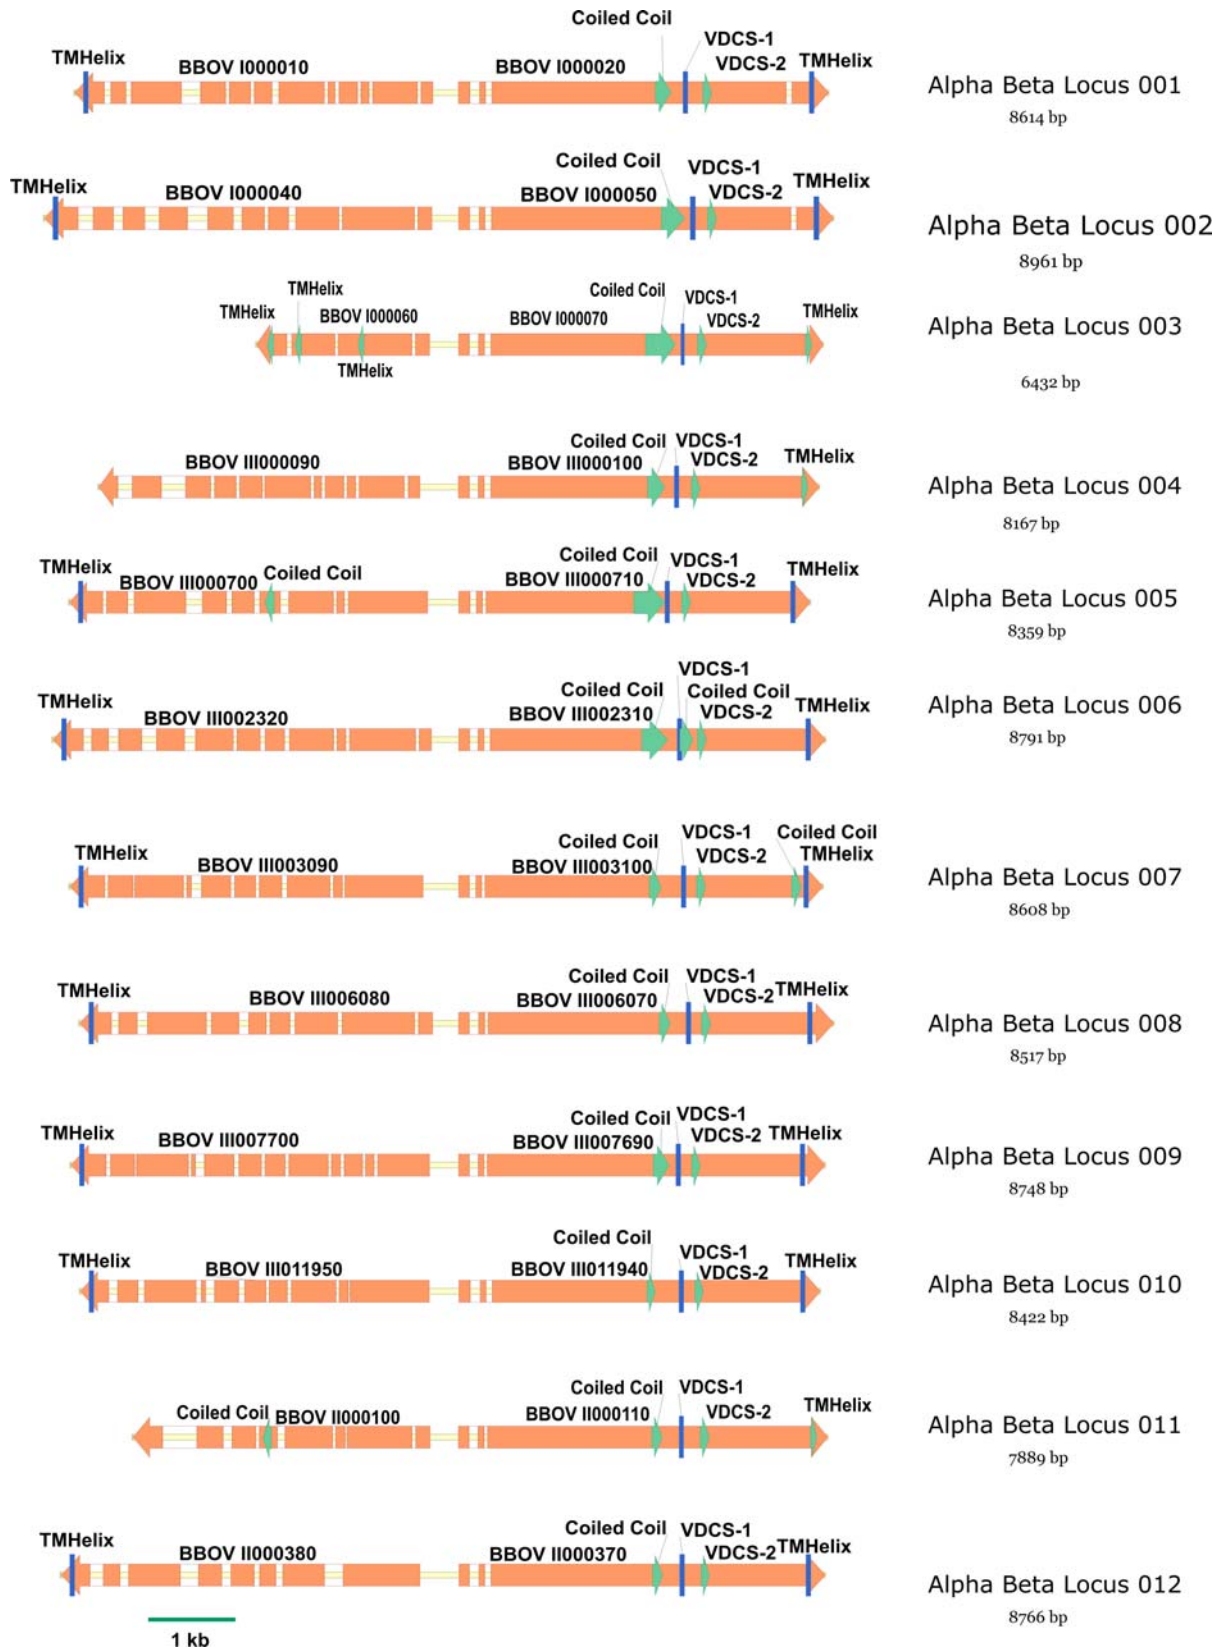 Coiled Coil
VDCS-1
TMHelix
BBOV I000010
BBOV I000020
VDCS-2
TMHelix
Alpha Beta Locus 001
8614 bp
Coiled Coil
VDCS-1
TMHelix
BBOV I000040
BBOV I000050
VDCS-2
TMHelix
Alpha Beta Locus 002
8961 bp
TMHelix
TMHelix
BBOV I000060
TMHelix
BBOV I000070
Coiled Coil
VDCS-1
VDCS-2
TMHelix
Alpha Beta Locus 003
6432 bp
Coiled Coil
VDCS-1
BBOV III000090
BBOV III000100
VDCS-2
TMHelix
Alpha Beta Locus 004
8167 bp
Coiled Coil
VDCS-1
TMHelix
BBOV III000700
Coiled Coil
BBOV III000710
VDCS-2
TMHelix
Alpha Beta Locus 005
8359 bp
VDCS-1
Coiled Coil
Coiled Coil
TMHelix
BBOV III002320
BBOV III002310
VDCS-2
TMHelix
Alpha Beta Locus 006
8791 bp
Coiled Coil
VDCS-1
Coiled Coil
TMHelix
BBOV III003090
BBOV III003100
VDCS-2
TMHelix
Alpha Beta Locus 007
8608 bp
Coiled Coil
VDCS-1
TMHelix
BBOV III006080
BBOV III006070
VDCS-2
TMHelix
Alpha Beta Locus 008
8517 bp
Coiled Coil
VDCS-1
TMHelix
BBOV III007700
BBOV III007690
VDCS-2
TMHelix
Alpha Beta Locus 009
8748 bp
Coiled Coil
VDCS-1
TMHelix
BBOV III011950
BBOV III011940
VDCS-2
TMHelix
Alpha Beta Locus 010
8422 bp
Coiled Coil
VDCS-1
Coiled Coil
BBOV II000100
BBOV II000110
VDCS-2
TMHelix
Alpha Beta Locus 011
7889 bp
Coiled Coil
VDCS-1
TMHelix
BBOV II000380
BBOV II000370
VDCS-2
TMHelix
Alpha Beta Locus 012
8766 bp
1 kb